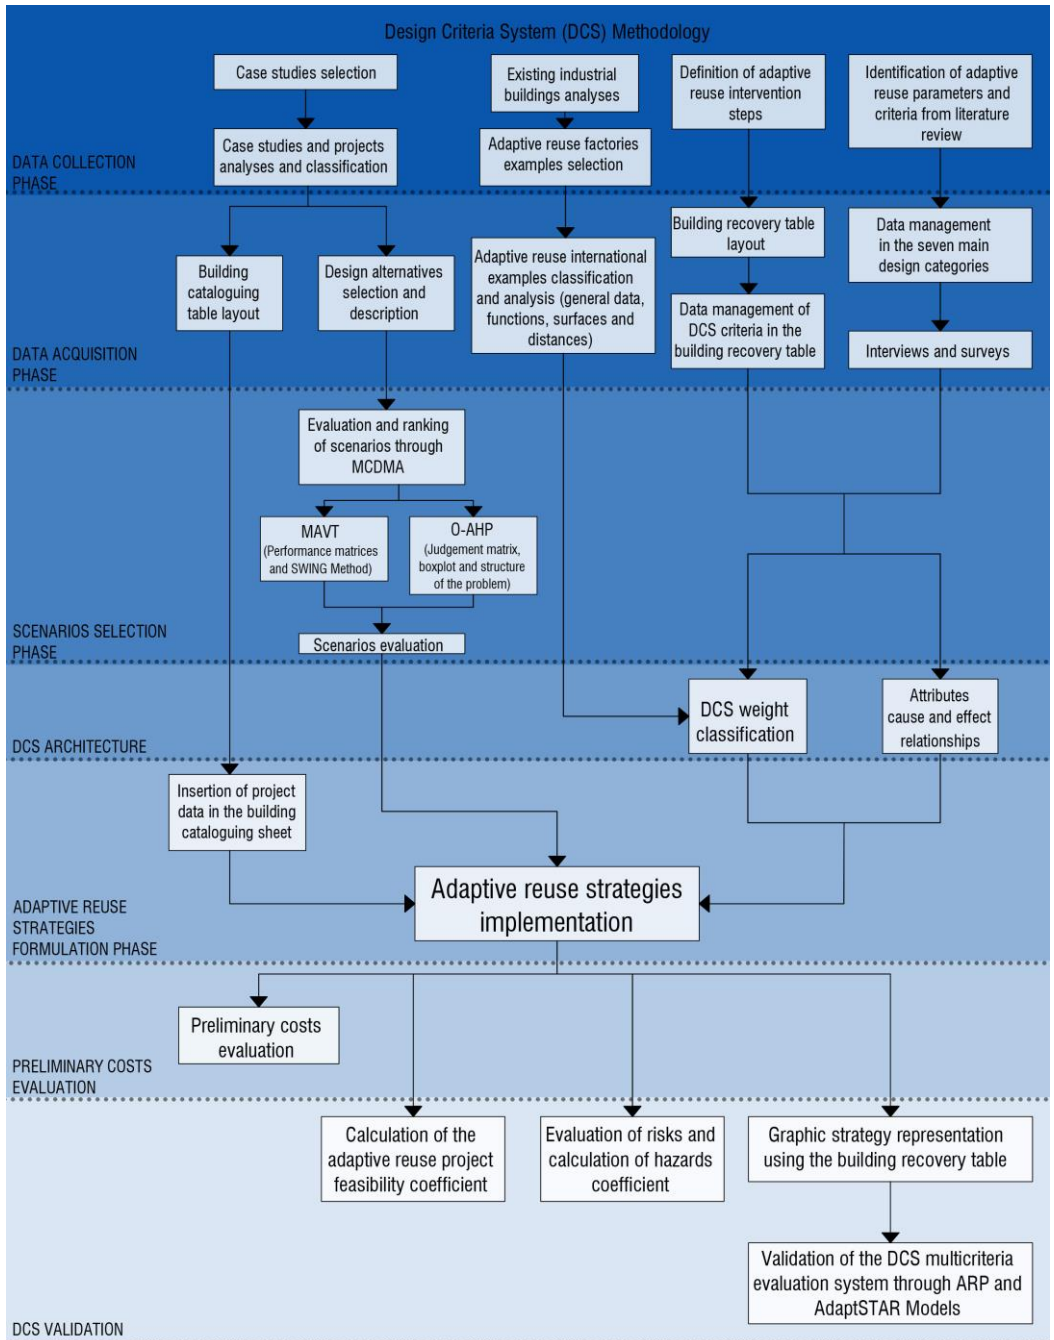 Design Criteria System (DCS) Methodology
Case studies selection
Existing industrial
buildings analyses
Definition of adaptive
reuse intervention
steps
Identification of adaptive
reuse parameters and
criteria from literature
review
Case studies and projects
analyses and classification
Adaptive reuse factories
examples selection
DATA COLLECTION
PHASE
Building
cataloguing
table layout
Design alternatives
selection and
description
Adaptive reuse international
examples classification
and analysis (general data,
functions, surfaces and
distances)
Building recovery table
layout
Data management
in the seven main
design categories
Data management of
DCS criteria in the
building recovery table
Interviews and surveys
DATA ACQUISITION
PHASE
Evaluation and ranking
of scenarios through
MCDMA
MAVT
(Performance matrices
and SWING Method)
O-AHP
(Judgement matrix,
boxplot and structure
of the problem)
Scenarios evaluation
SCENARIOS SELECTION
PHASE
DCS weight
classification
Attributes
cause and effect
relationships
DCS ARCHITECTURE
Insertion of project
data in the building
cataloguing sheet
Adaptive reuse strategies
implementation
ADAPTIVE REUSE
STRATEGIES
FORMULATION PHASE
Preliminary costs
evaluation
PRELIMINARY COSTS
EVALUATION
Calculation of the
adaptive reuse project
feasibility coefficient
Evaluation of risks and
calculation of hazards
coefficient
Graphic strategy representation
using the building recovery table
Validation of the DCS multicriteria
evaluation system through ARP and
AdaptSTAR Models
DCS VALIDATION